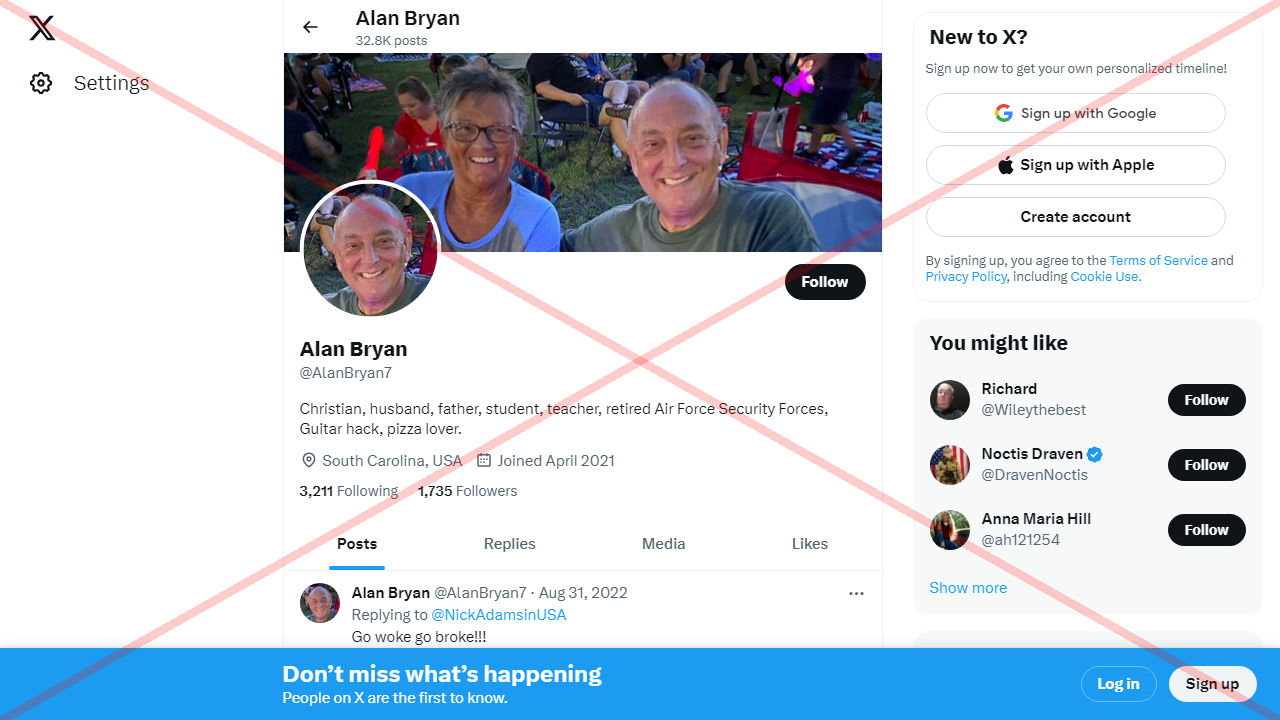 Settings
Alan Bryan
32.8K posts
Follow
Alan Bryan
@AlanBryan7
Christian, husband, father, student, teacher, retired Air Force Security Forces,
Guitar hack, pizza lover.
South Carolina, USA Joined April 2021
3,211 Following 1,735 Followers
Posts Replies Media Likes
Alan Bryan @AlanBryan7 · Aug 31, 2022
Replying to @NickAdamsinUSA
Go woke go broke!!!
New to X?
Sign up now to get your own personalized timeline!
Sign up with Google
Sign up with Apple
Create account
By signing up, you agree to the Terms of Service and
Privacy Policy, including Cookie Use.
You might like
Richard
@Wileythebest
Follow
Noctis Draven
@DravenNoctis
Follow
Anna Maria Hill
@ah121254
Follow
Show more
Don’t miss what’s happening
People on X are the first to know.
Log in Sign up